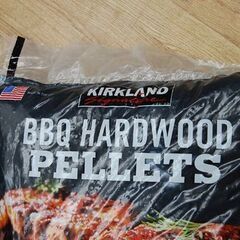 KIRKLAND
Signature
BBQ HARDWOOD
PELLETS